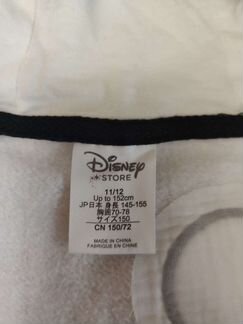 Disney
STORE
11/12
Up to 152cm
JP日本 身長 145-155
胸囲70-78
サイズ150
CN 150/72
MADE IN CHINA
FABRIQUE EN CHINE